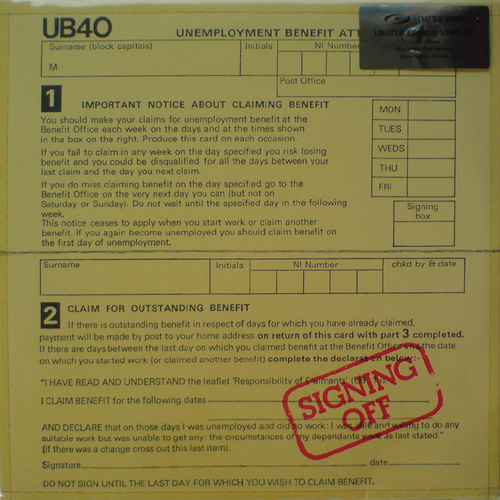 UB40
UNEMPLOYMENT BENEFIT ATT
SIMPLY VINYL
LIMITED EDITION VINYL LP
Surname (block capitals)
Initials
NI Number
M
Post Office
1
IMPORTANT NOTICE ABOUT CLAIMING BENEFIT
You should make your claims for unemployment benefit at the
Benefit Office each week on the days and at the times shown
in the box on the right. Produce this card on each occasion.
If you fail to claim in any week on the day specified you risk losing
benefit and you could be disqualified for all the days between your
last claim and the day you next claim.
If you do miss claiming benefit on the day specified go to the
Benefit Office on the very next day you can (but not on
Saturday or Sunday). Do not wait until the specified day in the following
week.
This notice ceases to apply when you start work or claim another
benefit. If you again become unemployed you should claim benefit on
the first day of unemployment.
MON
TUES
WEDS
THU
FRI
Signing
box
Surname
Initials
NI Number
chkd by & date
2
CLAIM FOR OUTSTANDING BENEFIT
If there is outstanding benefit in respect of days for which you have already claimed,
payment will be made by post to your home address on return of this card with part 3 completed.
If there are days between the last day on which you claimed benefit at the Benefit Office and the date
on which you started work (or claimed another benefit) complete the declaration below:-
"I HAVE READ AND UNDERSTAND the leaflet 'Responsibility of Claimants'
I CLAIM BENEFIT for the following dates
AND DECLARE that on those days I was unemployed and did no work: I was able and willing to do any
suitable work but was unable to get any: the circumstances of my dependants were as last stated."
(If there was a change cross out this last item).
SIGNING
OFF
Signature
date
DO NOT SIGN UNTIL THE LAST DAY FOR WHICH YOU WISH TO CLAIM BENEFIT.